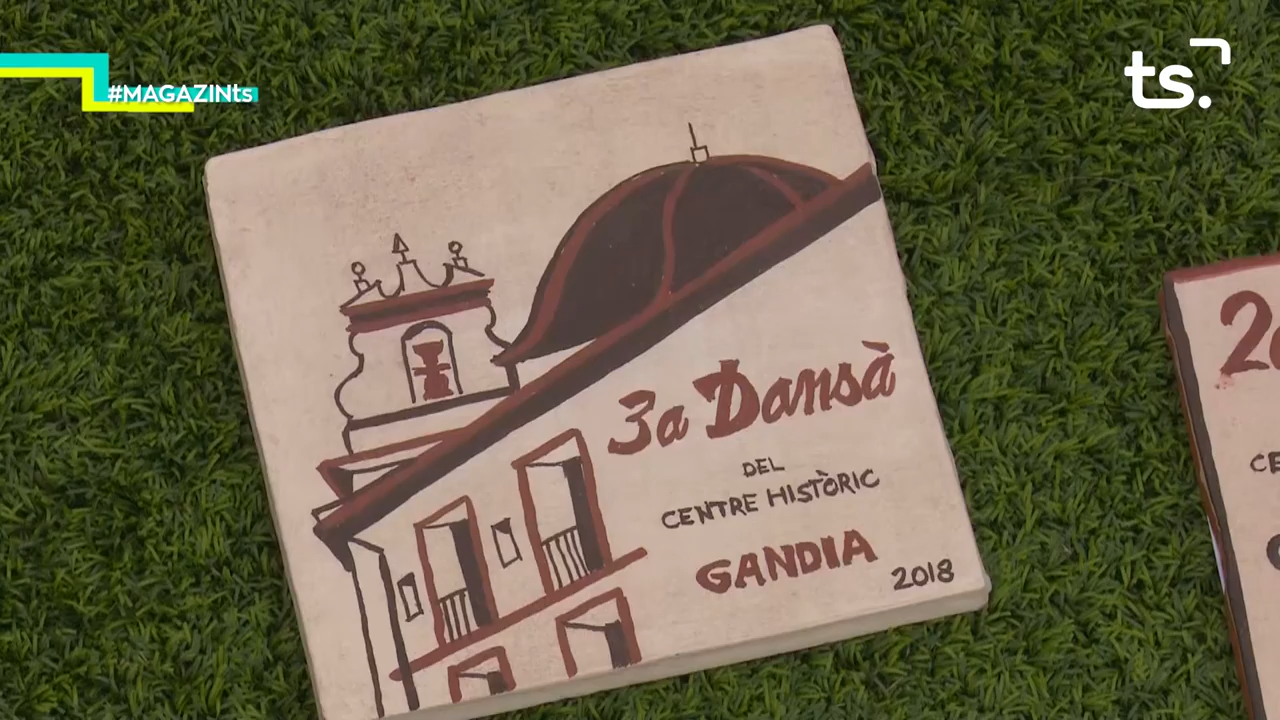 #MAGAZINts
ts.
3a Dansà
DEL
CENTRE HISTÒRIC
GANDIA
2018